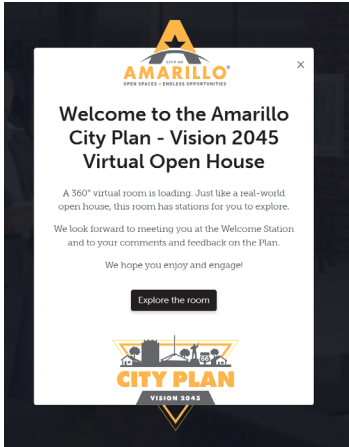 CITY OF
AMARILLO®
OPEN SPACES - ENDLESS OPPORTUNITIES
×
Welcome to the Amarillo
City Plan - Vision 2045
Virtual Open House
A 360° virtual room is loading. Just like a real-world
open house, this room has stations for you to explore.
We look forward to meeting you at the Welcome Station
and to your comments and feedback on the Plan.
We hope you enjoy and engage!
Explore the room
66
CITY PLAN
VISION 2045